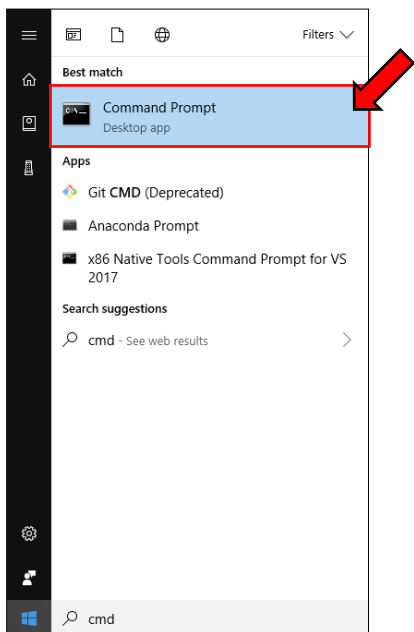 Filters
Best match
Command Prompt
Desktop app
Apps
Git CMD (Deprecated)
Anaconda Prompt
x86 Native Tools Command Prompt for VS
2017
Search suggestions
cmd - See web results
cmd